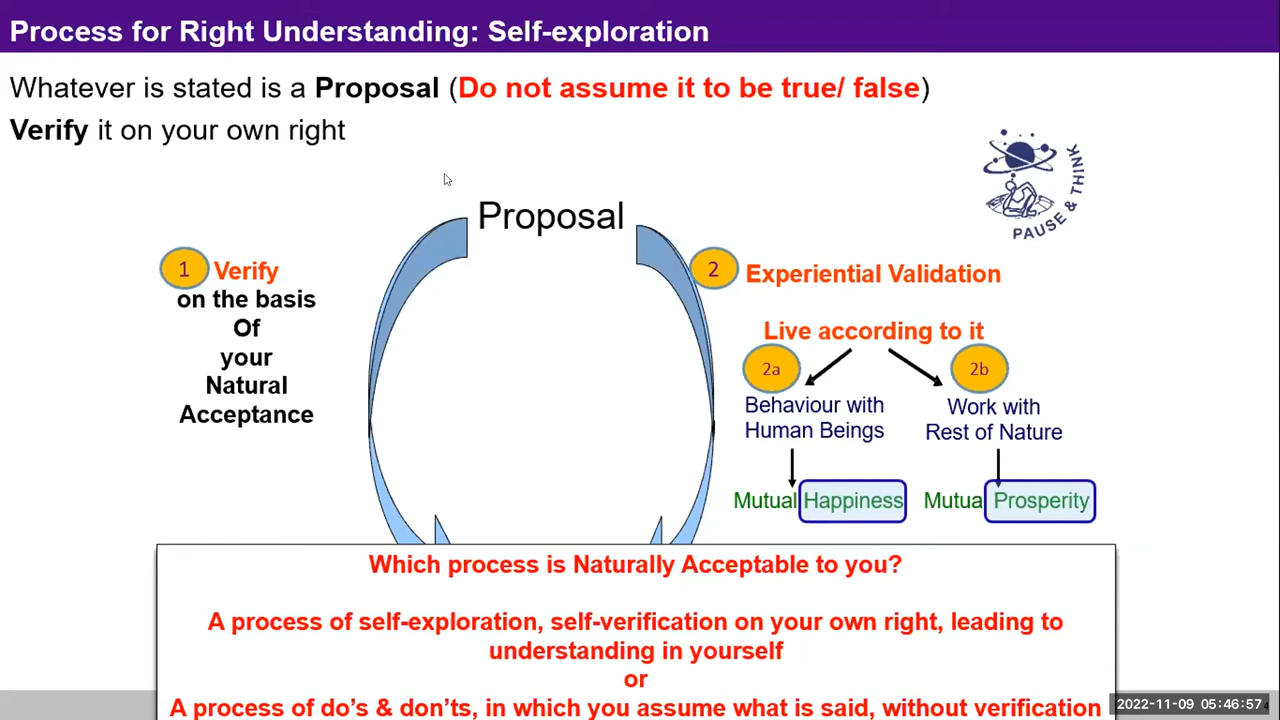 Process for Right Understanding: Self-exploration
Whatever is stated is a Proposal (Do not assume it to be true/ false)
Verify it on your own right
PAUSE & THINK
Proposal
1 Verify
on the basis
Of
your
Natural
Acceptance
2 Experiential Validation
Live according to it
2a
2b
Behaviour with
Human Beings
Work with
Rest of Nature
Mutual Happiness
Mutua Prosperity
Which process is Naturally Acceptable to you?
A process of self-exploration, self-verification on your own right, leading to
understanding in yourself
or
A process of do's & don'ts, in which you assume what is said, without verification
2022-11-09 05:46:57